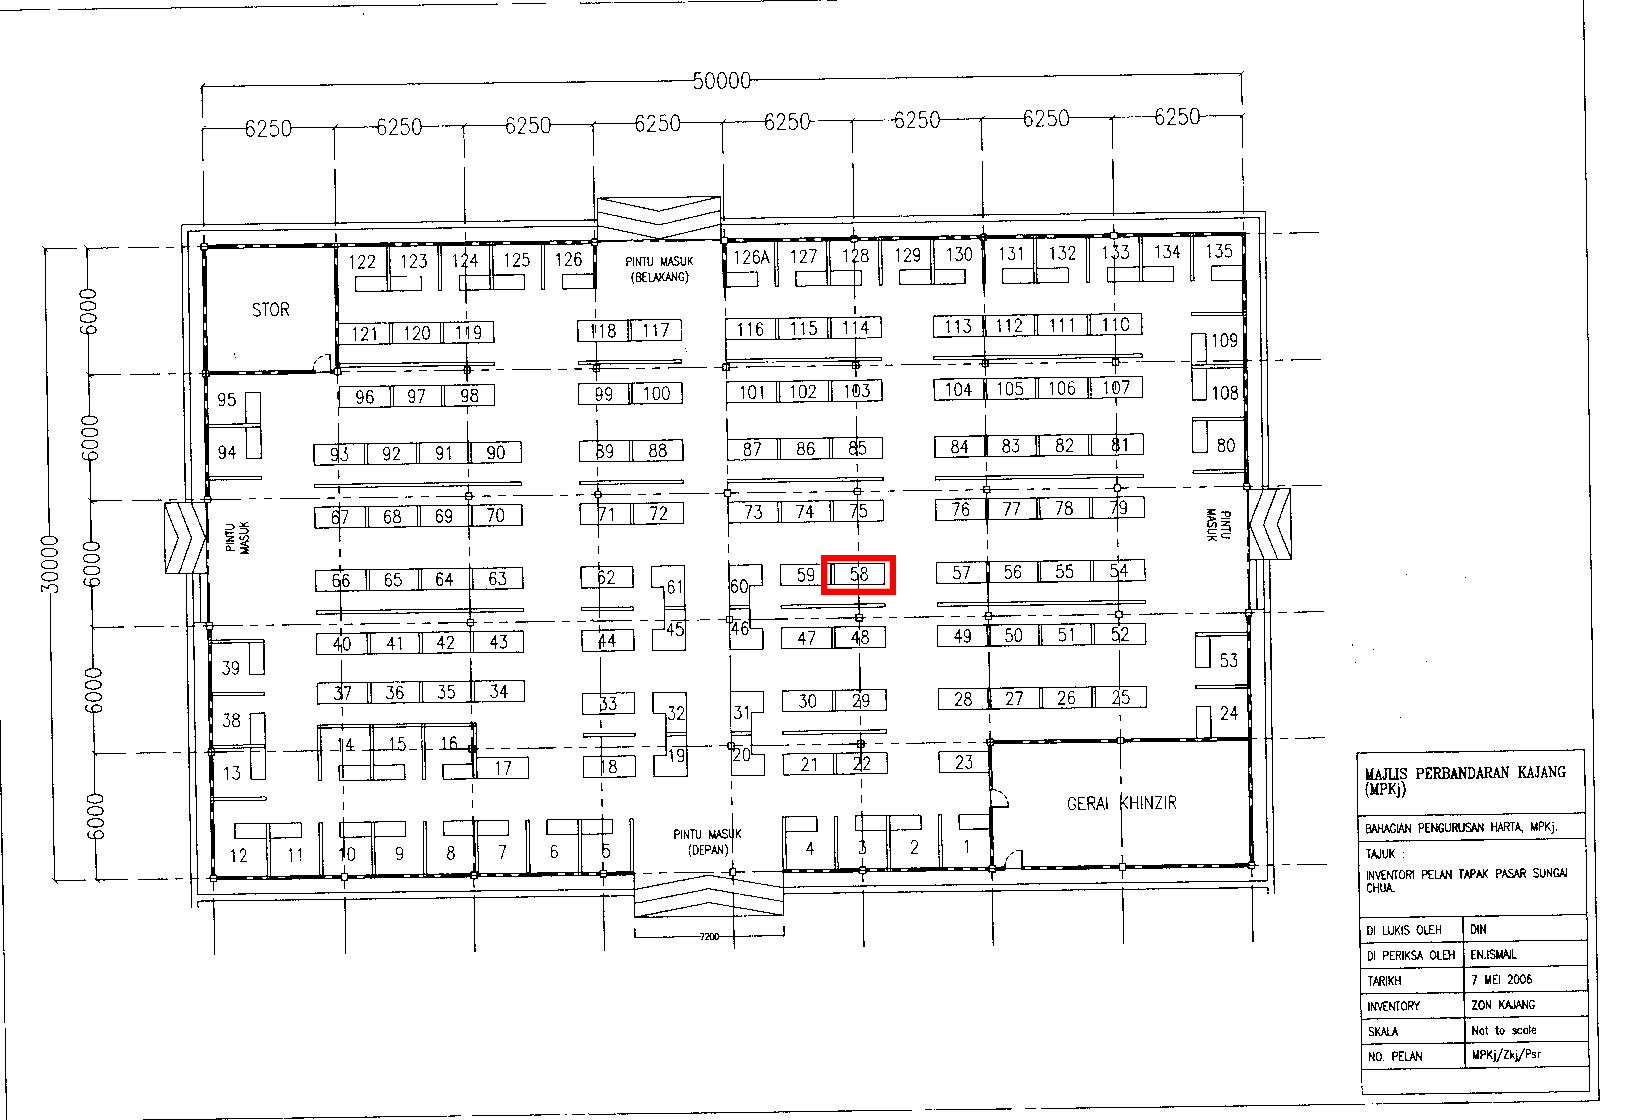 50000
6250 6250 6250 6250 6250 6250 6250 6250
122 123 124 125 126 PINTU MASUK 126A 127 128 129 130 131 132 133 134 135
(BELAKANG)
6000 STOR
121 120 119 118 117 116 115 114 113 112 111 110 109
95 96 97 98 99 100 101 102 103 104 105 106 107 108
6000
94 93 92 91 90 89 88 87 86 85 84 83 82 81 80
67 68 69 70 71 72 73 74 75 76 77 78 79
PINTU MASUK
PINTU MASUK
30000 6000
66 65 64 63 62 61 60 59 58 57 56 55 54
40 41 42 43 44 45 46 47 48 49 50 51 52 53
39
6000
37 36 35 34 33 32 31 30 29 28 27 26 25 24
38
14 15 16
13 17 18 19 20 21 22 23
6000
GERAI KHINZIR
12 11 10 9 8 7 6 5 PINTU MASUK 4 3 2 1
(DEPAN)
7200
MAJLIS PERBANDARAN KAJANG
(MPKj)
BAHAGIAN PENGURUSAN HARTA, MPKj.
TAJUK :
INVENTORI PELAN TAPAK PASAR SUNGAI
CHUA.
DI LUKIS OLEH DIN
DI PERIKSA OLEH EN.ISMAIL
TARIKH 7 MEI 2006
INVENTORY ZON KAJANG
SKALA Not to scale
NO. PELAN MPKj/Zkj/Psr